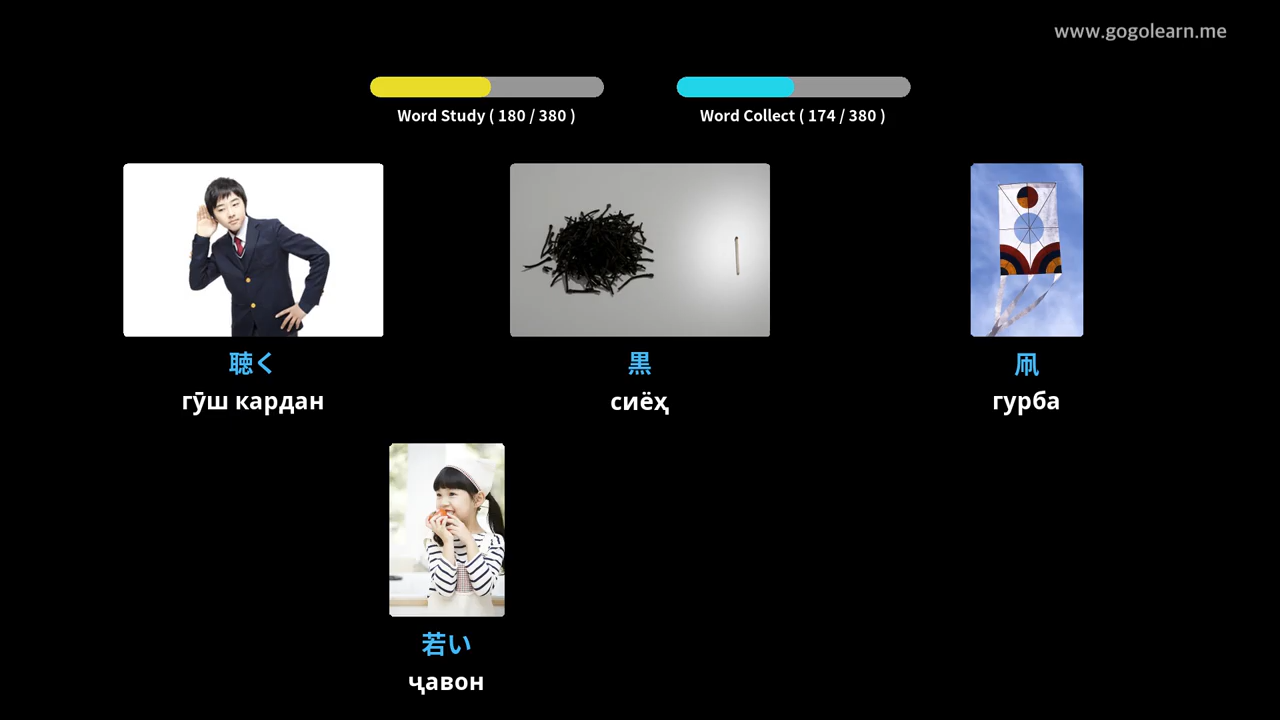 www.gogolearn.me
Word Study ( 180 / 380 )
Word Collect ( 174 / 380 )
聴く
гӯш кардан
黒
сиёҳ
凧
гурба
若い
ҷавон